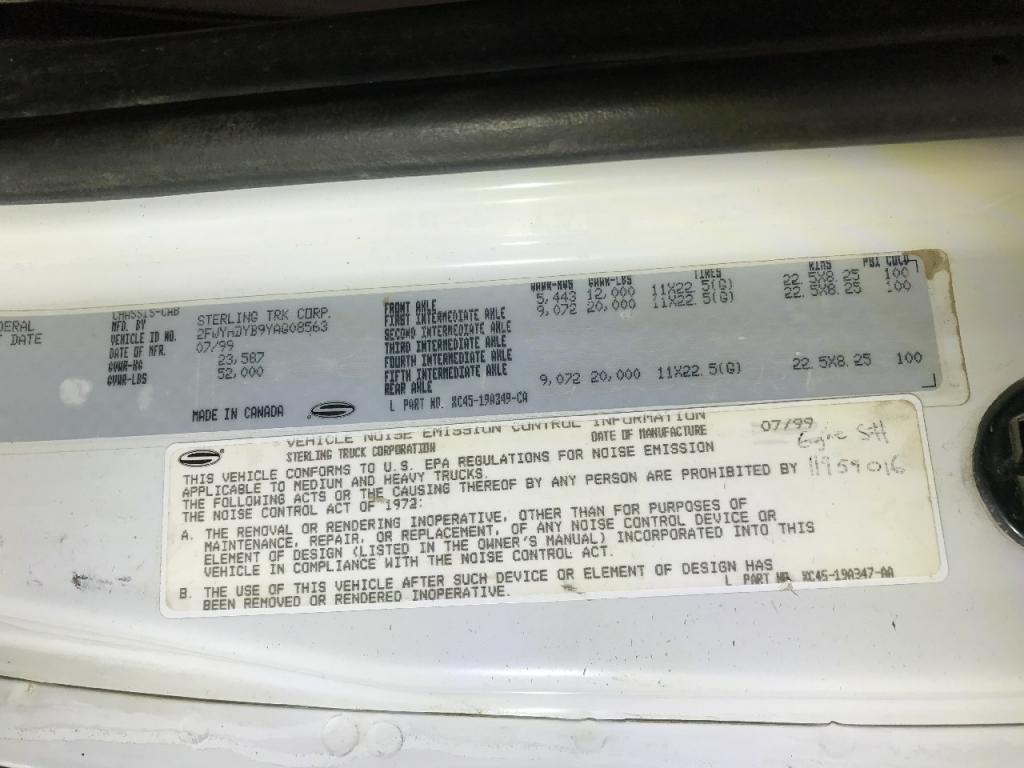 DERAL
T DATE
CHASSIS-CAB
MFD. BY STERLING TRK CORP.
VEHICLE ID NO.
DATE OF MFR. 07/99
GVWR-KG 23,587
GVWR-LBS 52,000
MADE IN CANADA
GAWR-KGS GAWR-LBS TIRES RIMS PSI COLD
FRONT AXLE 5,443 12,000 11X22.5(G) 22.5X8.25 100
FIRST INTERMEDIATE AXLE 9,072 20,000 11X22.5(G) 22.5X8.25 100
SECOND INTERMEDIATE AXLE
THIRD INTERMEDIATE AXLE
FOURTH INTERMEDIATE AXLE
FIFTH INTERMEDIATE AXLE
REAR AXLE 9,072 20,000 11X22.5(G) 22.5X8.25 100
L PART NO. XC45-19A349-CA
VEHICLE NOISE EMISSION CONTROL INFORMATION
STERLING TRUCK CORPORATION DATE OF MANUFACTURE 07/99
THIS VEHICLE CONFORMS TO U.S. EPA REGULATIONS FOR NOISE EMISSION
APPLICABLE TO MEDIUM AND HEAVY TRUCKS.
THE FOLLOWING ACTS OR THE CAUSING THEREOF BY ANY PERSON ARE PROHIBITED BY
THE NOISE CONTROL ACT OF 1972:
A. THE REMOVAL OR RENDERING INOPERATIVE, OTHER THAN FOR PURPOSES OF
MAINTENANCE, REPAIR, OR REPLACEMENT, OF ANY NOISE CONTROL DEVICE OR
ELEMENT OF DESIGN (LISTED IN THE OWNER'S MANUAL) INCORPORATED INTO THIS
VEHICLE IN COMPLIANCE WITH THE NOISE CONTROL ACT.
B. THE USE OF THIS VEHICLE AFTER SUCH DEVICE OR ELEMENT OF DESIGN HAS
BEEN REMOVED OR RENDERED INOPERATIVE.
L PART NO. XC45-19A347-AA
Engine S#
11959016